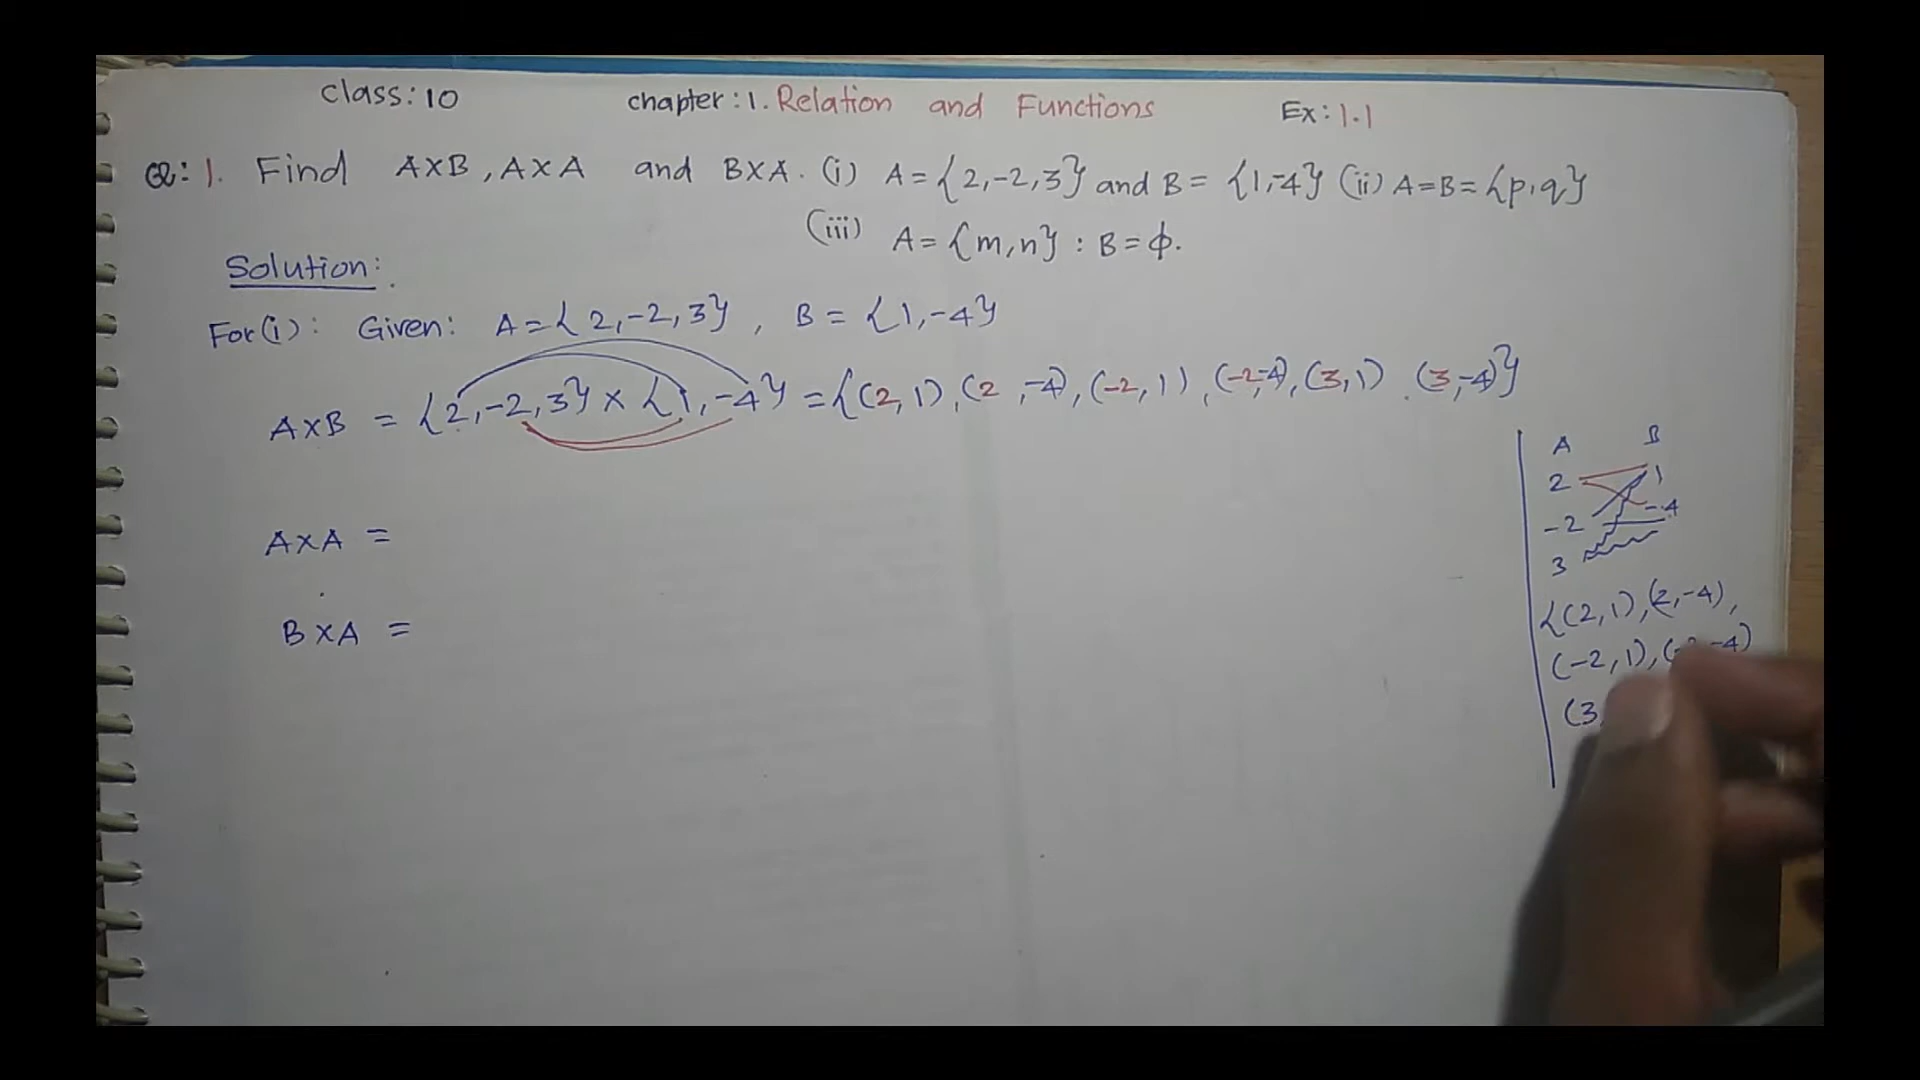 Class: 10 chapter: 1. Relation and Functions Ex: 1.1
Q: 1. Find A×B, A×A and B×A. (i) A = {2,-2,3} and B = {1,-4} (ii) A=B= {p,q}
(iii) A = {m,n} : B = ϕ.
Solution:
For(i): Given: A = {2,-2,3}, B = {1,-4}
A×B = {2,-2,3} × {1,-4} = {(2,1), (2,-4), (-2,1), (-2,-4), (3,1) (3,-4)}
A B
2 1
-2 -4
3
A×A =
B×A =
{(2,1),(2,-4),
(-2,1), -4)
(3,